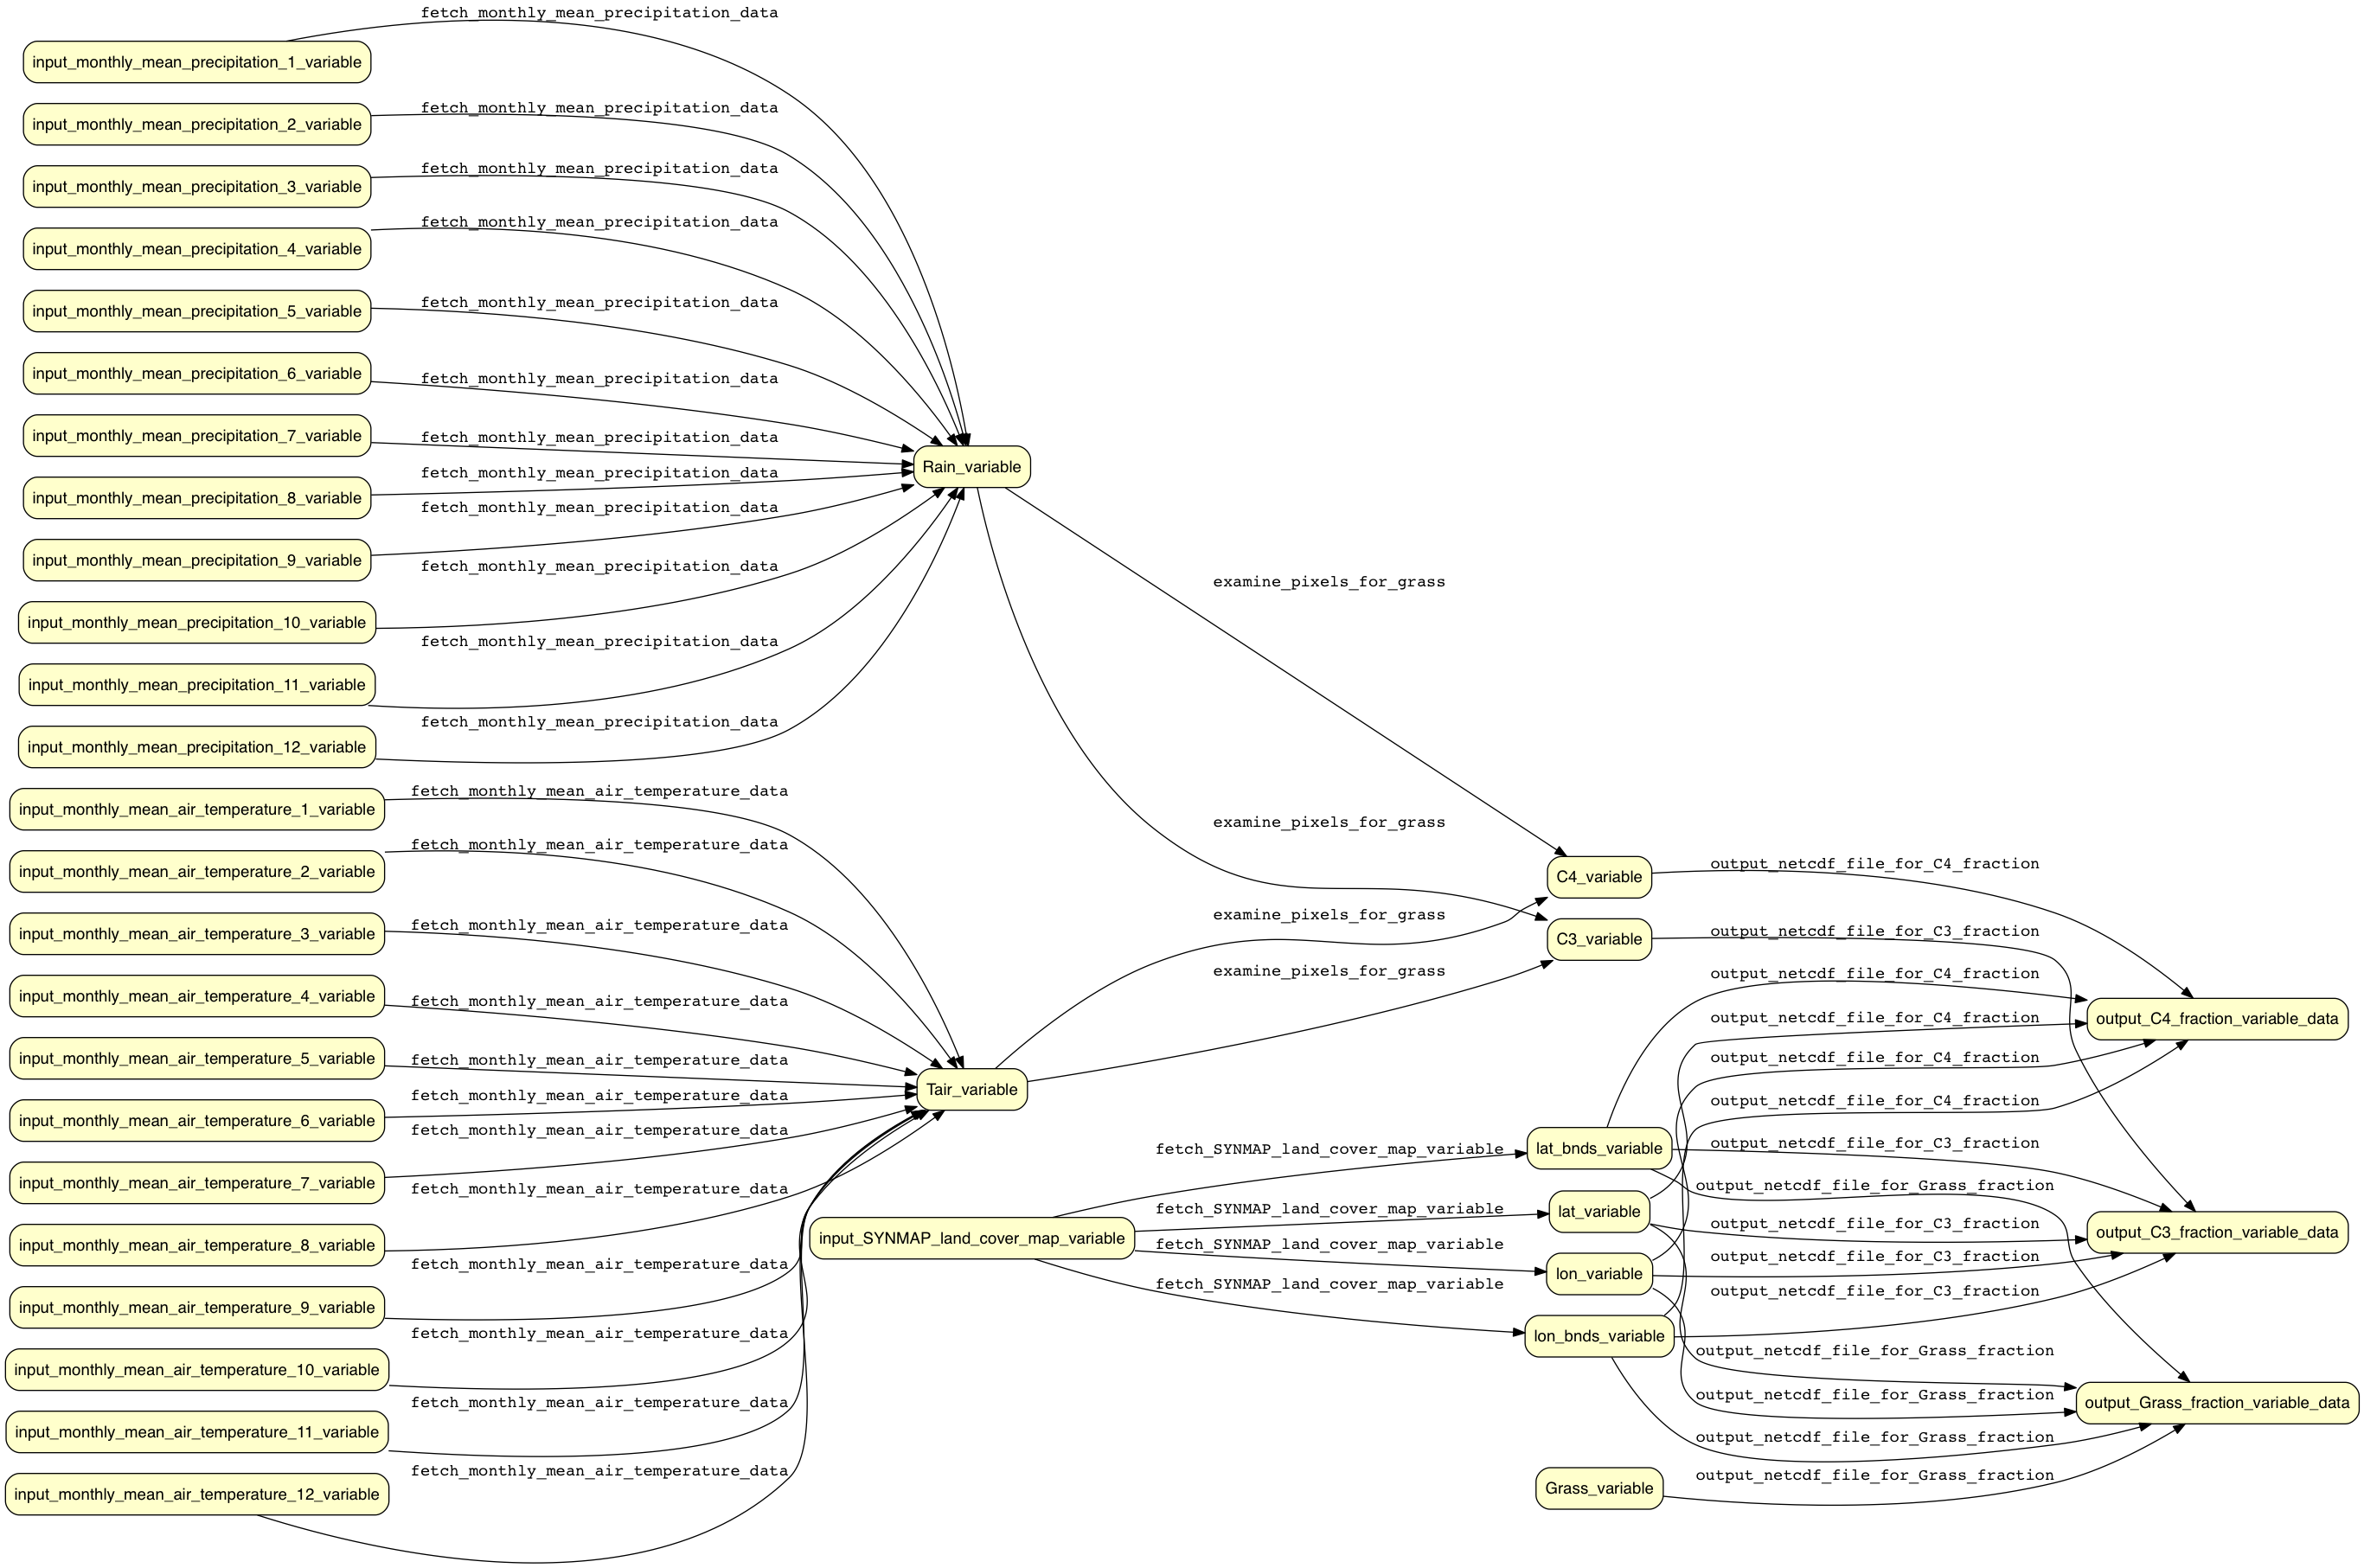 fetch_monthly_mean_precipitation_data
input_monthly_mean_precipitation_1_variable
fetch_monthly_mean_precipitation_data
input_monthly_mean_precipitation_2_variable
fetch_monthly_mean_precipitation_data
input_monthly_mean_precipitation_3_variable
fetch_monthly_mean_precipitation_data
input_monthly_mean_precipitation_4_variable
fetch_monthly_mean_precipitation_data
input_monthly_mean_precipitation_5_variable
fetch_monthly_mean_precipitation_data
input_monthly_mean_precipitation_6_variable
fetch_monthly_mean_precipitation_data
input_monthly_mean_precipitation_7_variable
fetch_monthly_mean_precipitation_data
input_monthly_mean_precipitation_8_variable
fetch_monthly_mean_precipitation_data
input_monthly_mean_precipitation_9_variable
fetch_monthly_mean_precipitation_data
input_monthly_mean_precipitation_10_variable
fetch_monthly_mean_precipitation_data
input_monthly_mean_precipitation_11_variable
fetch_monthly_mean_precipitation_data
input_monthly_mean_precipitation_12_variable
fetch_monthly_mean_air_temperature_data
input_monthly_mean_air_temperature_1_variable
fetch_monthly_mean_air_temperature_data
input_monthly_mean_air_temperature_2_variable
fetch_monthly_mean_air_temperature_data
input_monthly_mean_air_temperature_3_variable
fetch_monthly_mean_air_temperature_data
input_monthly_mean_air_temperature_4_variable
fetch_monthly_mean_air_temperature_data
input_monthly_mean_air_temperature_5_variable
fetch_monthly_mean_air_temperature_data
input_monthly_mean_air_temperature_6_variable
fetch_monthly_mean_air_temperature_data
input_monthly_mean_air_temperature_7_variable
fetch_monthly_mean_air_temperature_data
input_monthly_mean_air_temperature_8_variable
fetch_monthly_mean_air_temperature_data
input_monthly_mean_air_temperature_9_variable
fetch_monthly_mean_air_temperature_data
input_monthly_mean_air_temperature_10_variable
fetch_monthly_mean_air_temperature_data
input_monthly_mean_air_temperature_11_variable
fetch_monthly_mean_air_temperature_data
input_monthly_mean_air_temperature_12_variable
Rain_variable
Tair_variable
input_SYNMAP_land_cover_map_variable
examine_pixels_for_grass
examine_pixels_for_grass
examine_pixels_for_grass
examine_pixels_for_grass
fetch_SYNMAP_land_cover_map_variable
fetch_SYNMAP_land_cover_map_variable
fetch_SYNMAP_land_cover_map_variable
fetch_SYNMAP_land_cover_map_variable
C4_variable
C3_variable
lat_bnds_variable
lat_variable
lon_variable
lon_bnds_variable
Grass_variable
output_netcdf_file_for_C4_fraction
output_netcdf_file_for_C3_fraction
output_netcdf_file_for_C4_fraction
output_netcdf_file_for_C4_fraction
output_netcdf_file_for_C4_fraction
output_netcdf_file_for_C4_fraction
output_netcdf_file_for_C3_fraction
output_netcdf_file_for_Grass_fraction
output_netcdf_file_for_C3_fraction
output_netcdf_file_for_C3_fraction
output_netcdf_file_for_C3_fraction
output_netcdf_file_for_Grass_fraction
output_netcdf_file_for_Grass_fraction
output_netcdf_file_for_Grass_fraction
output_netcdf_file_for_Grass_fraction
output_C4_fraction_variable_data
output_C3_fraction_variable_data
output_Grass_fraction_variable_data